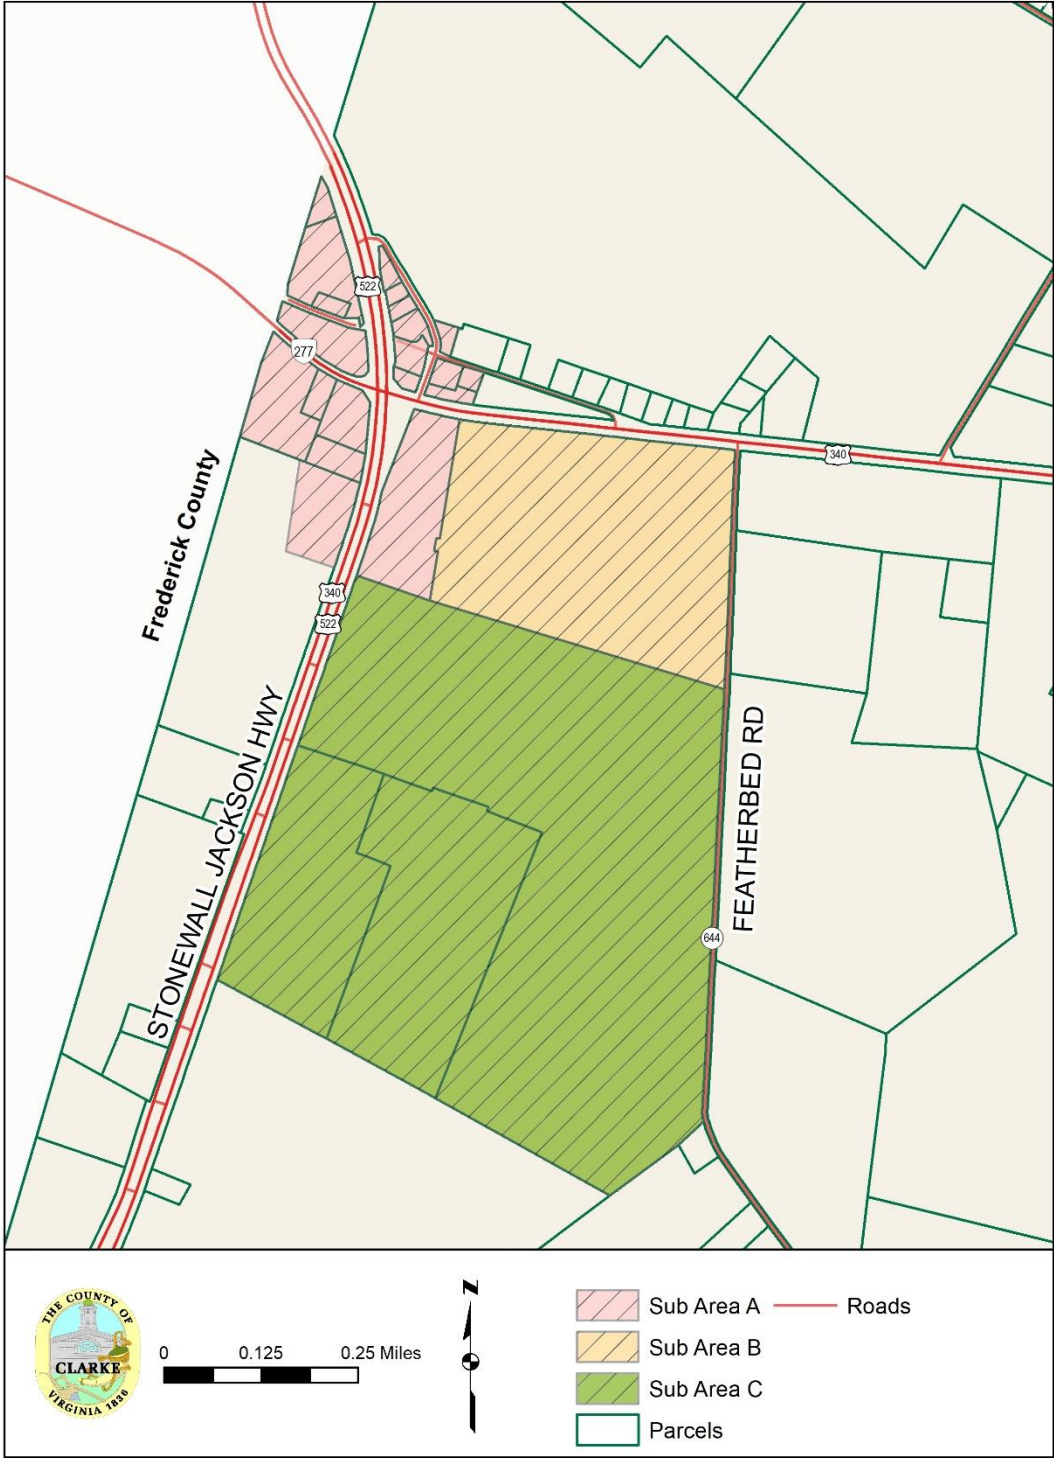 522
277
340
Frederick County
340
522
STONEWALL JACKSON HWY
FEATHERBED RD
644
THE COUNTY OF
CLARKE
VIRGINIA 1836
0 0.125 0.25 Miles
N
Sub Area A
Roads
Sub Area B
Sub Area C
Parcels